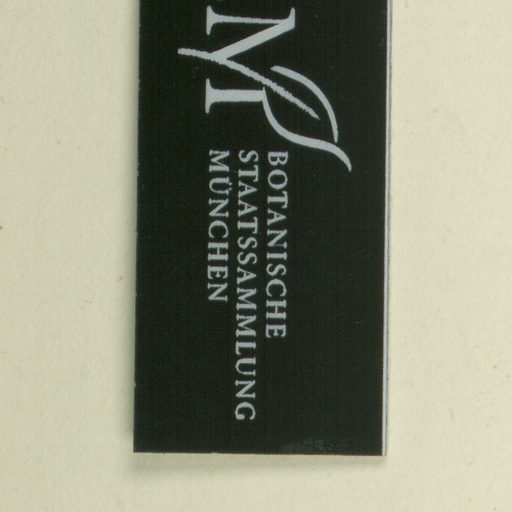 M
BOTANISCHE
STAATSSAMMLUNG
MÜNCHEN